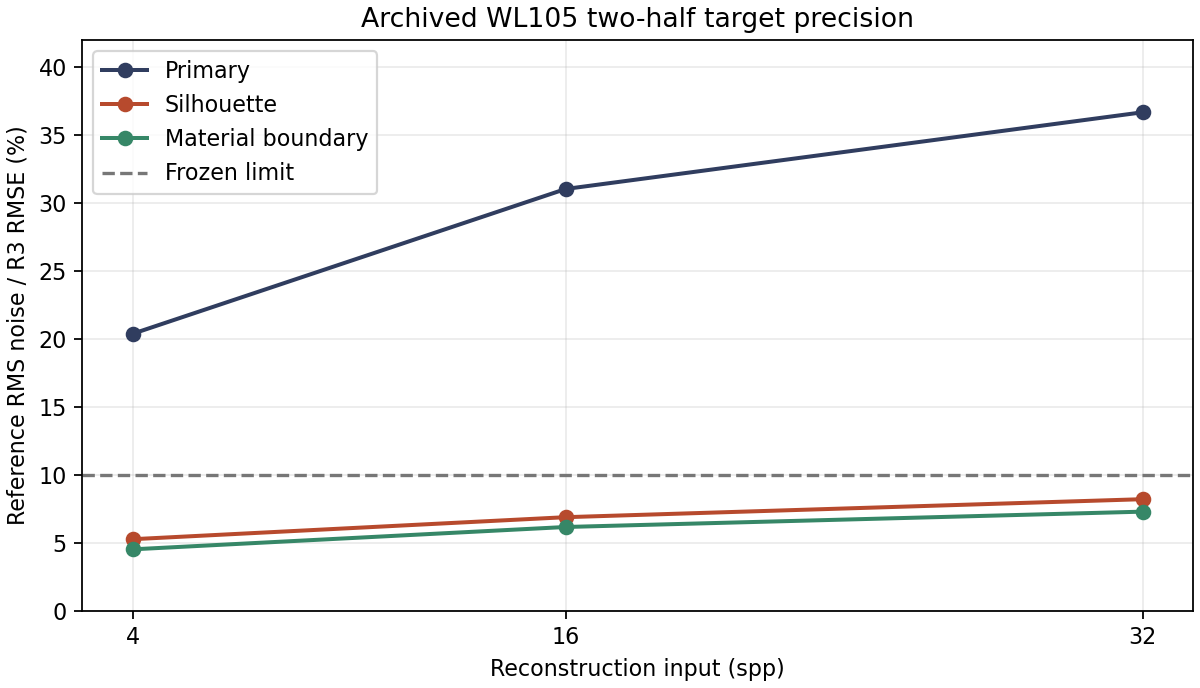 Archived WL105 two-half target precision
Reference RMS noise / R3 RMSE (%)
40
35
30
25
20
15
10
5
0
Primary
Silhouette
Material boundary
Frozen limit
4
16
32
Reconstruction input (spp)